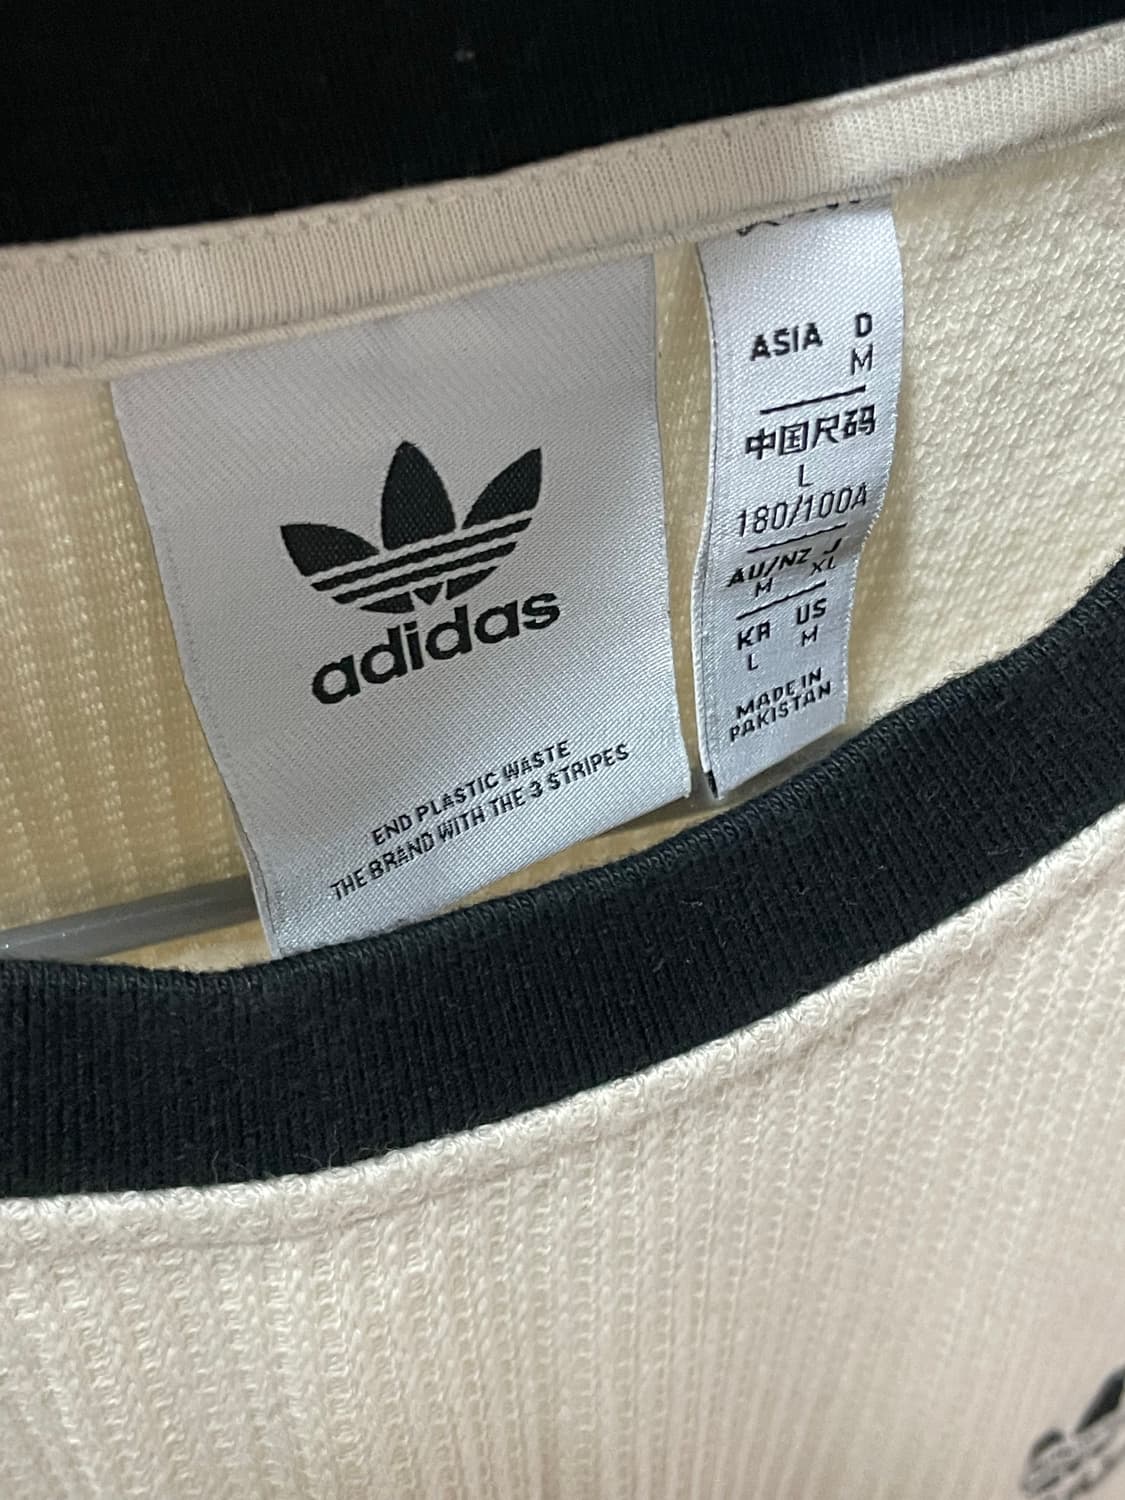 adidas
END PLASTIC WASTE
THE BRAND WITH THE 3 STRIPES
ASIA D
M
中国尺码
L
180/100A
AU/NZ J
M XL
KR US
L M
MADE IN
PAKISTAN